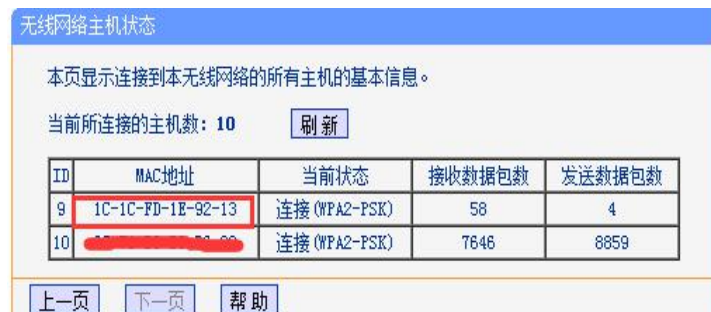 无线网络主机状态
本页显示连接到本无线网络的所有主机的基本信息。
当前所连接的主机数：10 刷新
ID MAC地址 当前状态 接收数据包数 发送数据包数
9 1C-1C-FD-1E-92-13 连接(WPA2-PSK) 58 4
10 连接(WPA2-PSK) 7646 8859
上一页 下一页 帮助